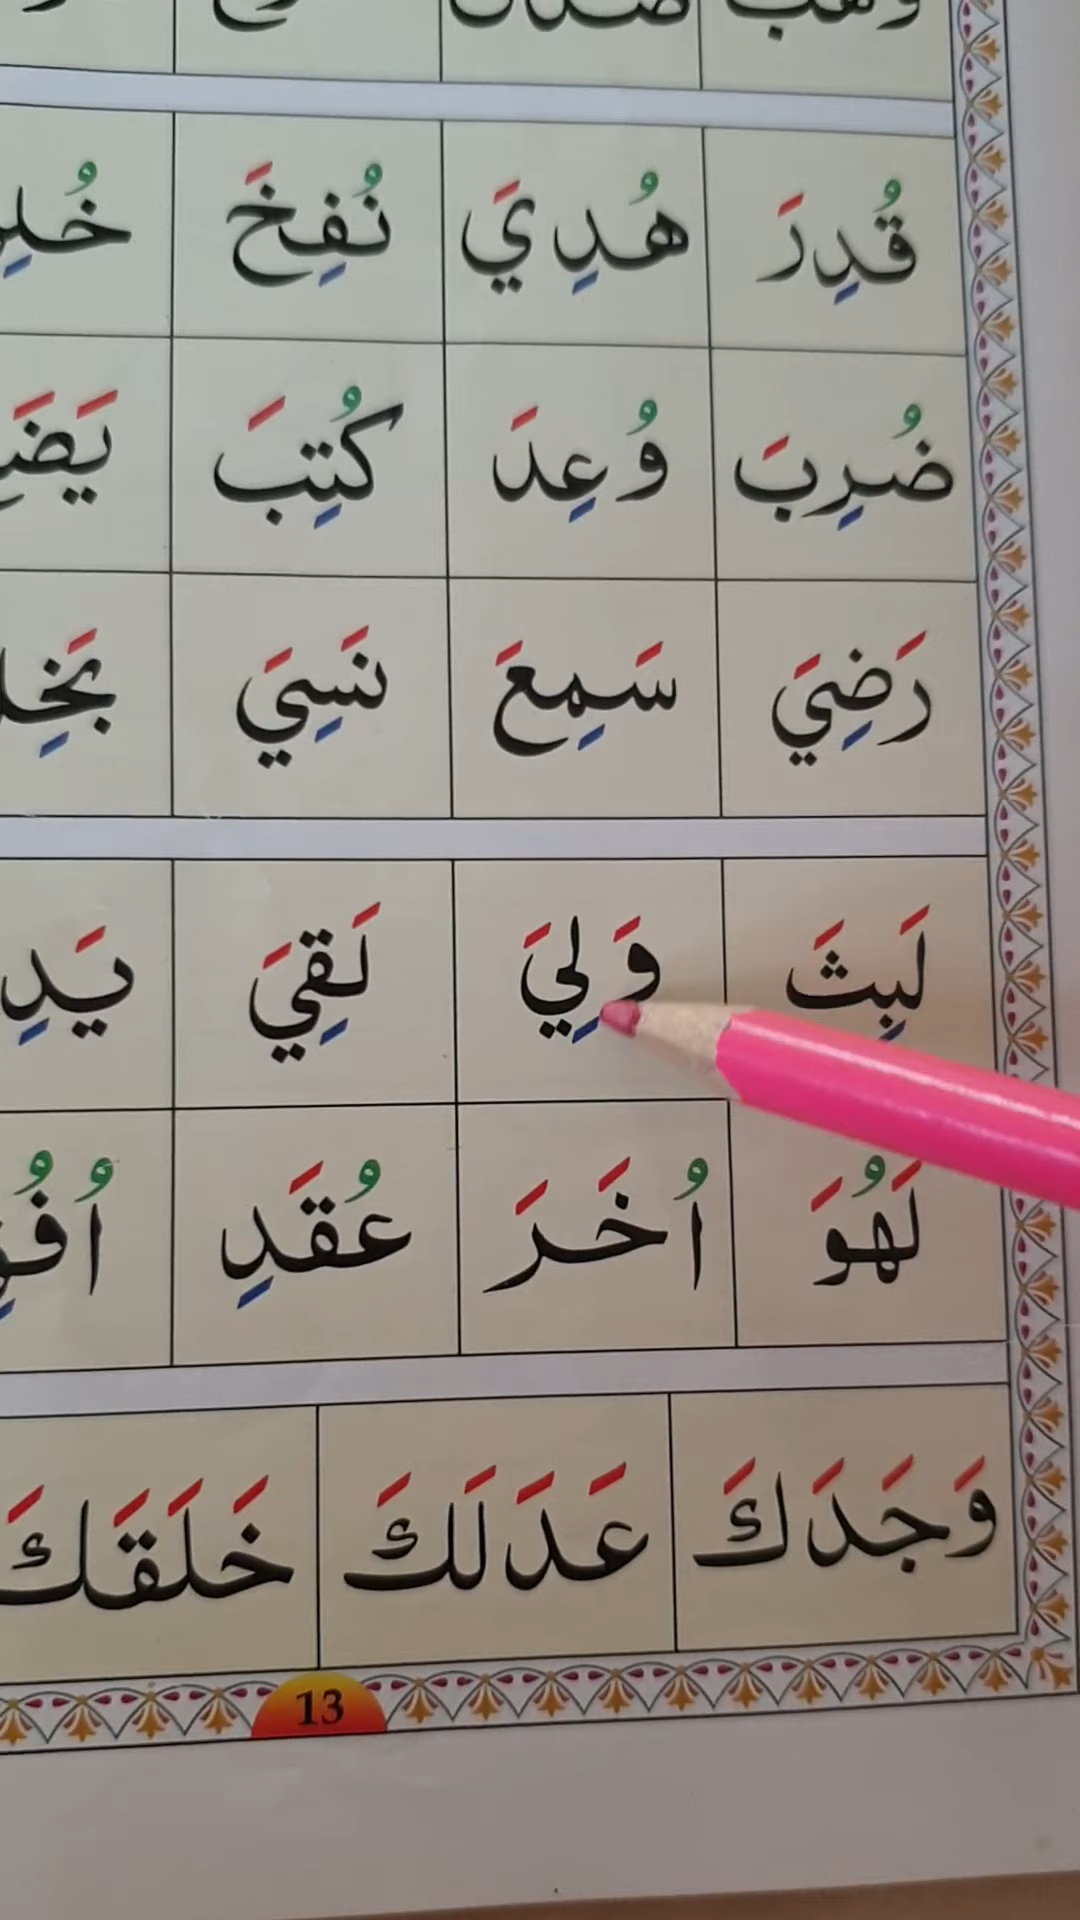 قُدِرَ هُدِيَ نُفِخَ
ضُرِبَ وُعِدَ كُتِبَ
رَضِيَ سَمِعَ نَسِيَ
لَبِثَ وَلِيَ لَقِيَ
لَهُوَ اُخَرَ عُقَدِ
وَجَدَكَ عَدَلَكَ خَلَقَكَ
13